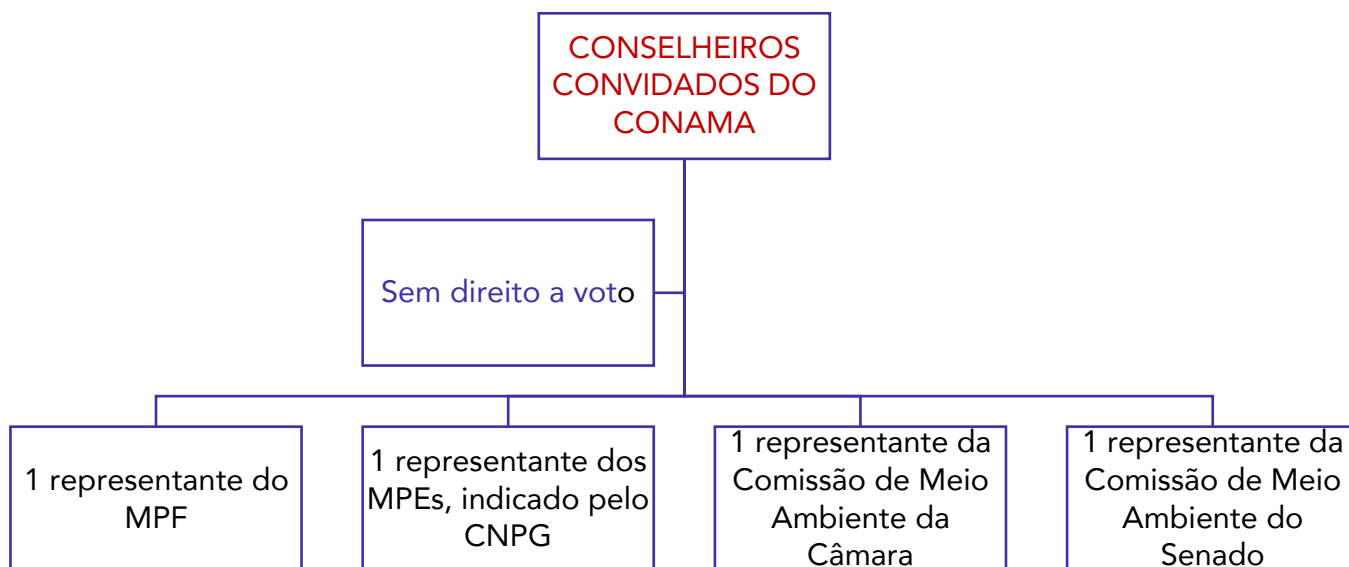 CONSELHEIROS
CONVIDADOS DO
CONAMA
Sem direito a voto
1 representante do
MPF
1 representante dos
MPEs, indicado pelo
CNPG
1 representante da
Comissão de Meio
Ambiente da
Câmara
1 representante da
Comissão de Meio
Ambiente do
Senado